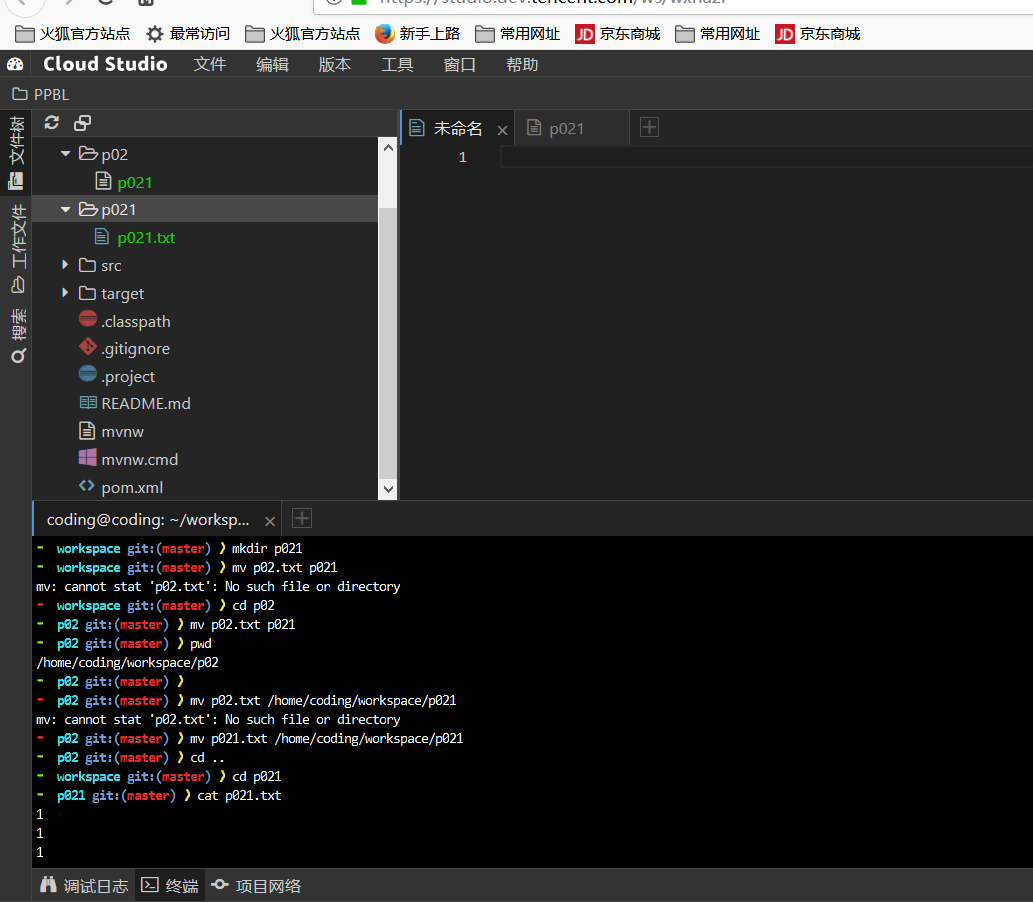 火狐官方站点 最常访问 火狐官方站点 新手上路 常用网址 JD 京东商城 常用网址 JD 京东商城
Cloud Studio 文件 编辑 版本 工具 窗口 帮助
PPBL
文件树
工作文件
搜索
p02
p021
p021
p021.txt
src
target
.classpath
.gitignore
.project
README.md
mvnw
mvnw.cmd
pom.xml
未命名 × p021
1
coding@coding: ~/worksp... ×
- workspace git:(master) ❯ mkdir p021
- workspace git:(master) ❯ mv p02.txt p021
mv: cannot stat 'p02.txt': No such file or directory
- workspace git:(master) ❯ cd p02
- p02 git:(master) ❯ mv p02.txt p021
- p02 git:(master) ❯ pwd
/home/coding/workspace/p02
- p02 git:(master) ❯
- p02 git:(master) ❯ mv p02.txt /home/coding/workspace/p021
mv: cannot stat 'p02.txt': No such file or directory
- p02 git:(master) ❯ mv p021.txt /home/coding/workspace/p021
- p02 git:(master) ❯ cd ..
- workspace git:(master) ❯ cd p021
- p021 git:(master) ❯ cat p021.txt
1
1
1
调试日志 终端 项目网络